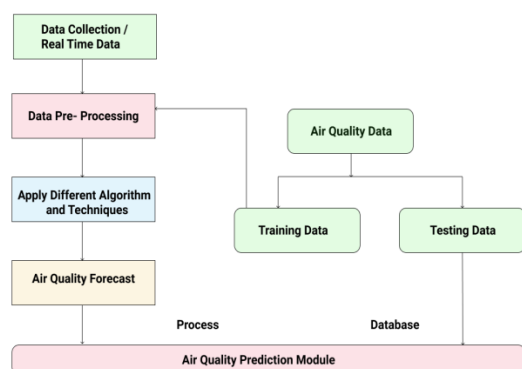 Data Collection /
Real Time Data
Data Pre- Processing
Air Quality Data
Apply Different Algorithm
and Techniques
Training Data
Testing Data
Air Quality Forecast
Process
Database
Air Quality Prediction Module